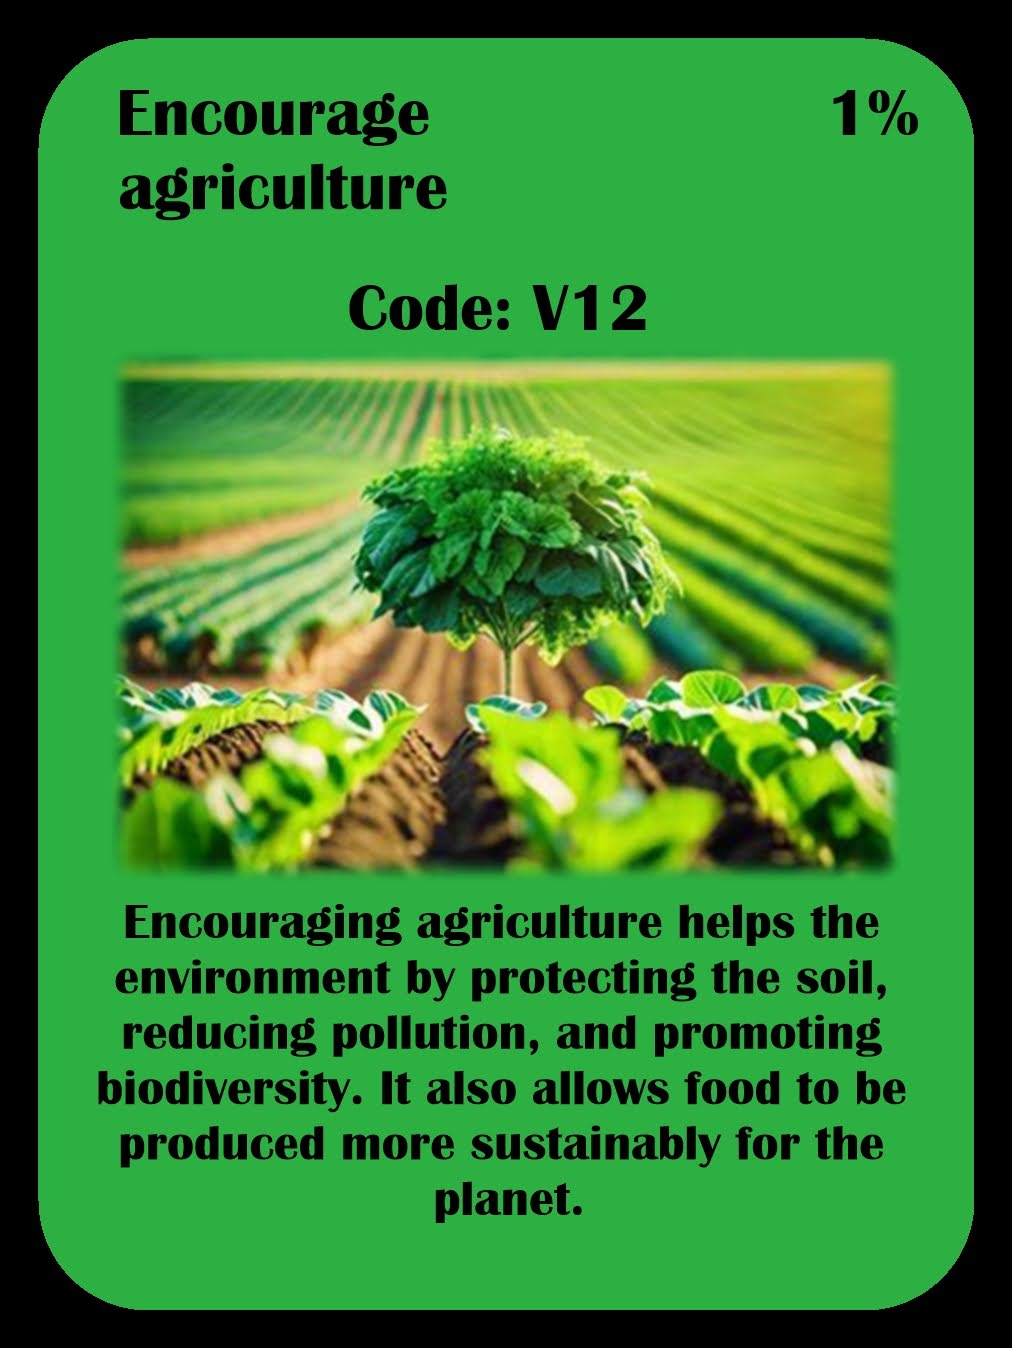 Encourage
agriculture
1%
Code: V12
Encouraging agriculture helps the
environment by protecting the soil,
reducing pollution, and promoting
biodiversity. It also allows food to be
produced more sustainably for the
planet.